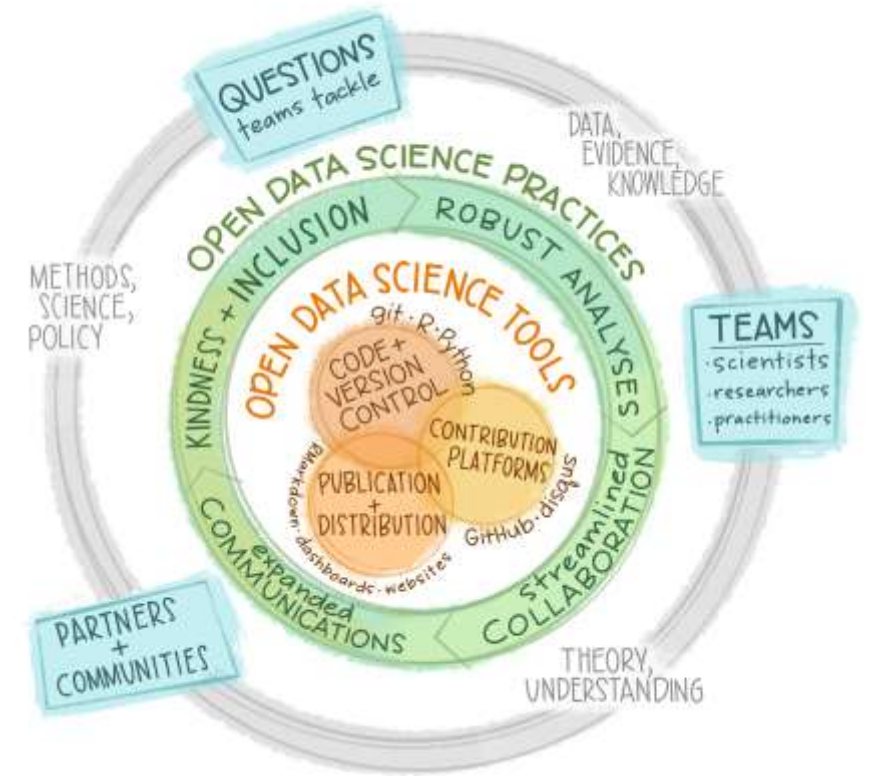 QUESTIONS
teams tackle
DATA,
EVIDENCE,
KNOWLEDGE
OPEN DATA SCIENCE PRACTICES
KINDNESS + INCLUSION
ROBUST ANALYSES
METHODS,
SCIENCE,
POLICY
OPEN DATA SCIENCE TOOLS
git·R·Python
CODE +
VERSION
CONTROL
TEAMS
·scientists
·researchers
·practitioners
CONTRIBUTION
PLATFORMS
GitHub·disqus
PUBLICATION
+
DISTRIBUTION
RMarkdown·dashboards·websites
streamlined
COLLABORATION
expanded
COMMUNICATIONS
PARTNERS
+
COMMUNITIES
THEORY,
UNDERSTANDING